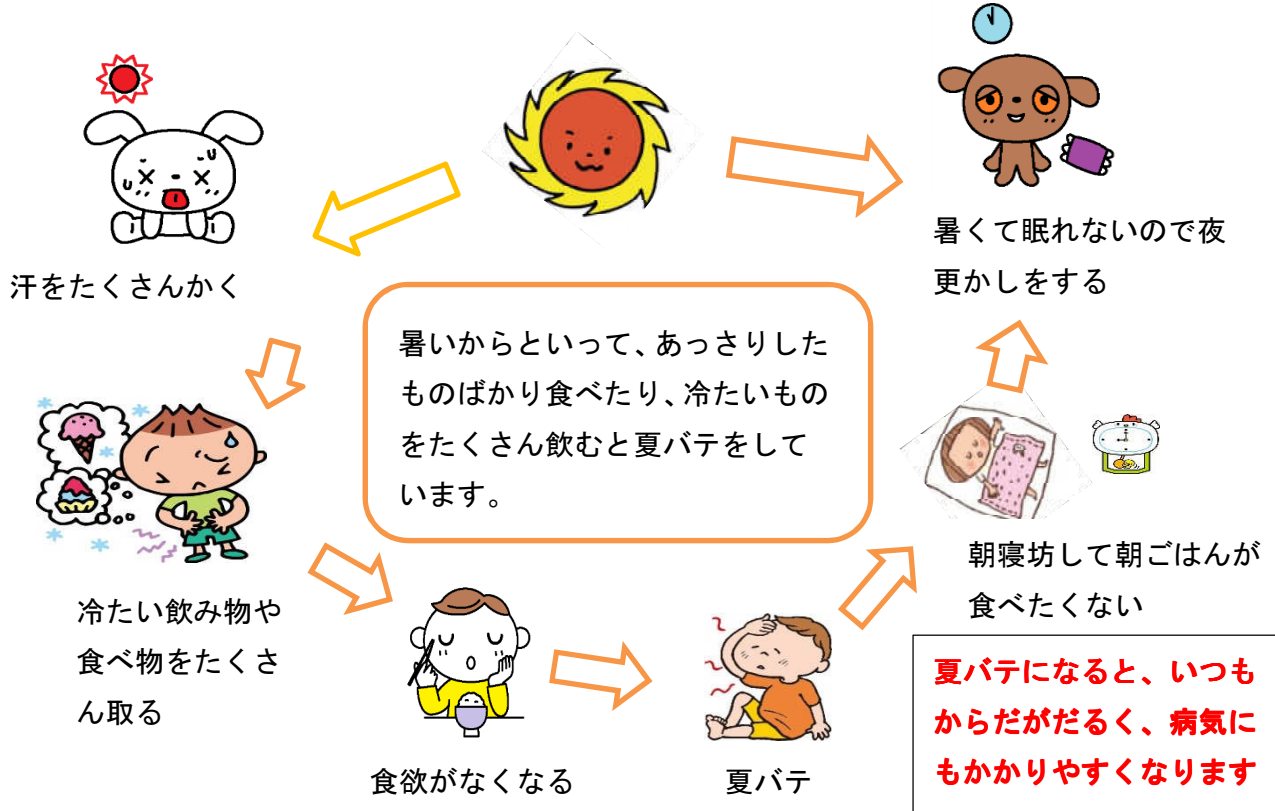 汗をたくさんかく
暑くて眠れないので夜
更かしをする
暑いからといって、あっさりした
ものばかり食べたり、冷たいもの
をたくさん飲むと夏バテをして
います。
冷たい飲み物や
食べ物をたくさ
ん取る
食欲がなくなる
夏バテ
朝寝坊して朝ごはんが
食べたくない
夏バテになると、いつも
からだがだるく、病気に
もかかりやすくなります